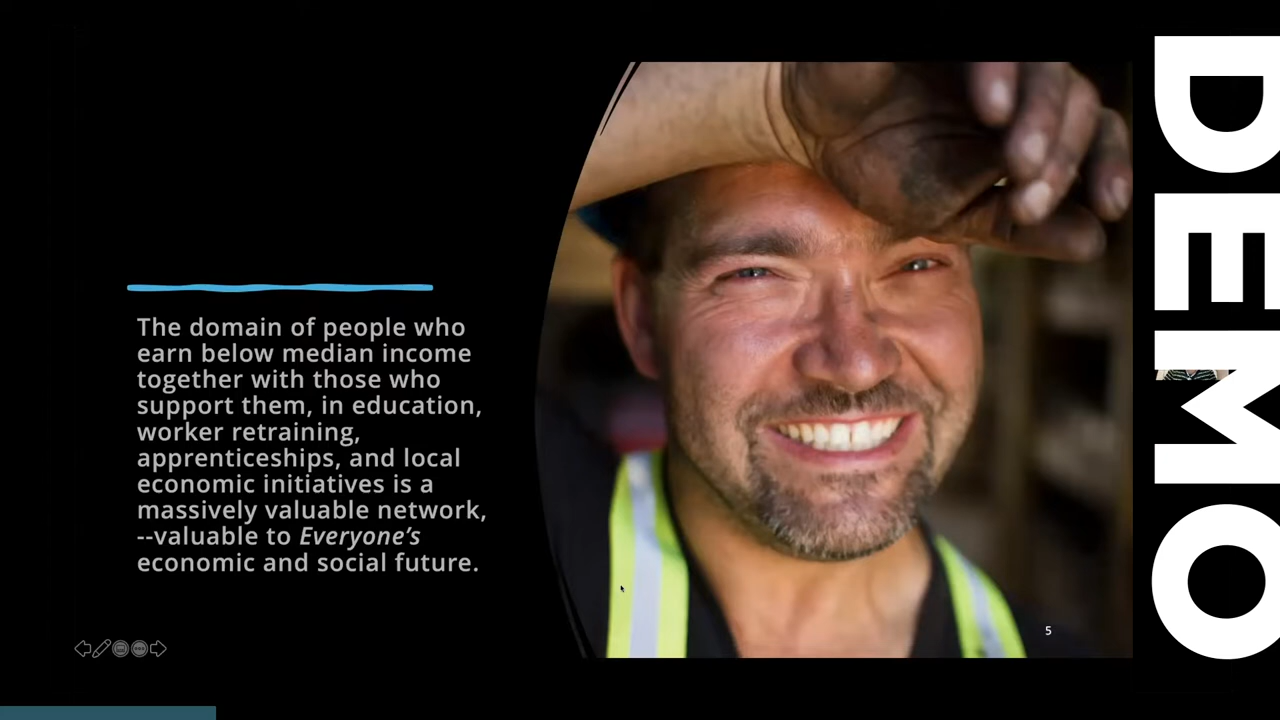 The domain of people who
earn below median income
together with those who
support them, in education,
worker retraining,
apprenticeships, and local
economic initiatives is a
massively valuable network,
--valuable to Everyone's
economic and social future.
5
DEMO